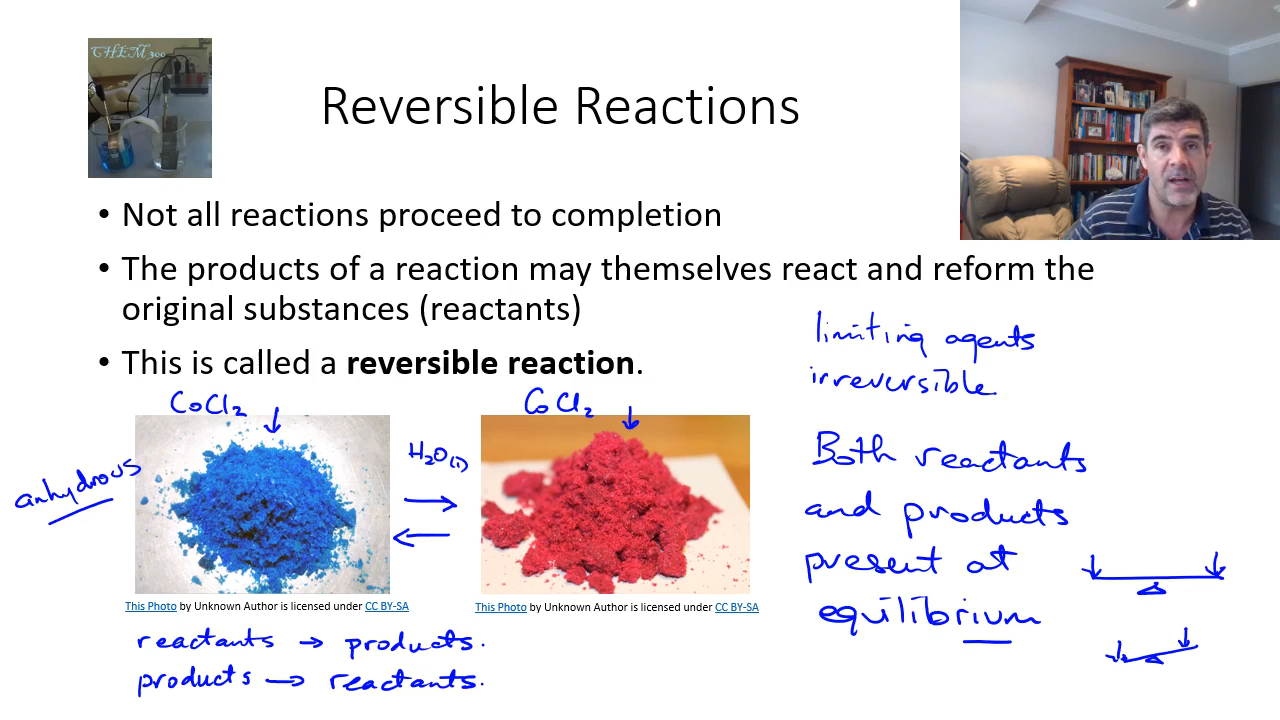 CHEM300
Reversible Reactions
• Not all reactions proceed to completion
• The products of a reaction may themselves react and reform the
original substances (reactants)
• This is called a reversible reaction.
limiting agents
irreversible
CoCl2
CoCl2
anhydrous
H2O(l)
Both reactants
and products
present at
equilibrium
This Photo by Unknown Author is licensed under CC BY-SA
This Photo by Unknown Author is licensed under CC BY-SA
reactants → products.
products → reactants.